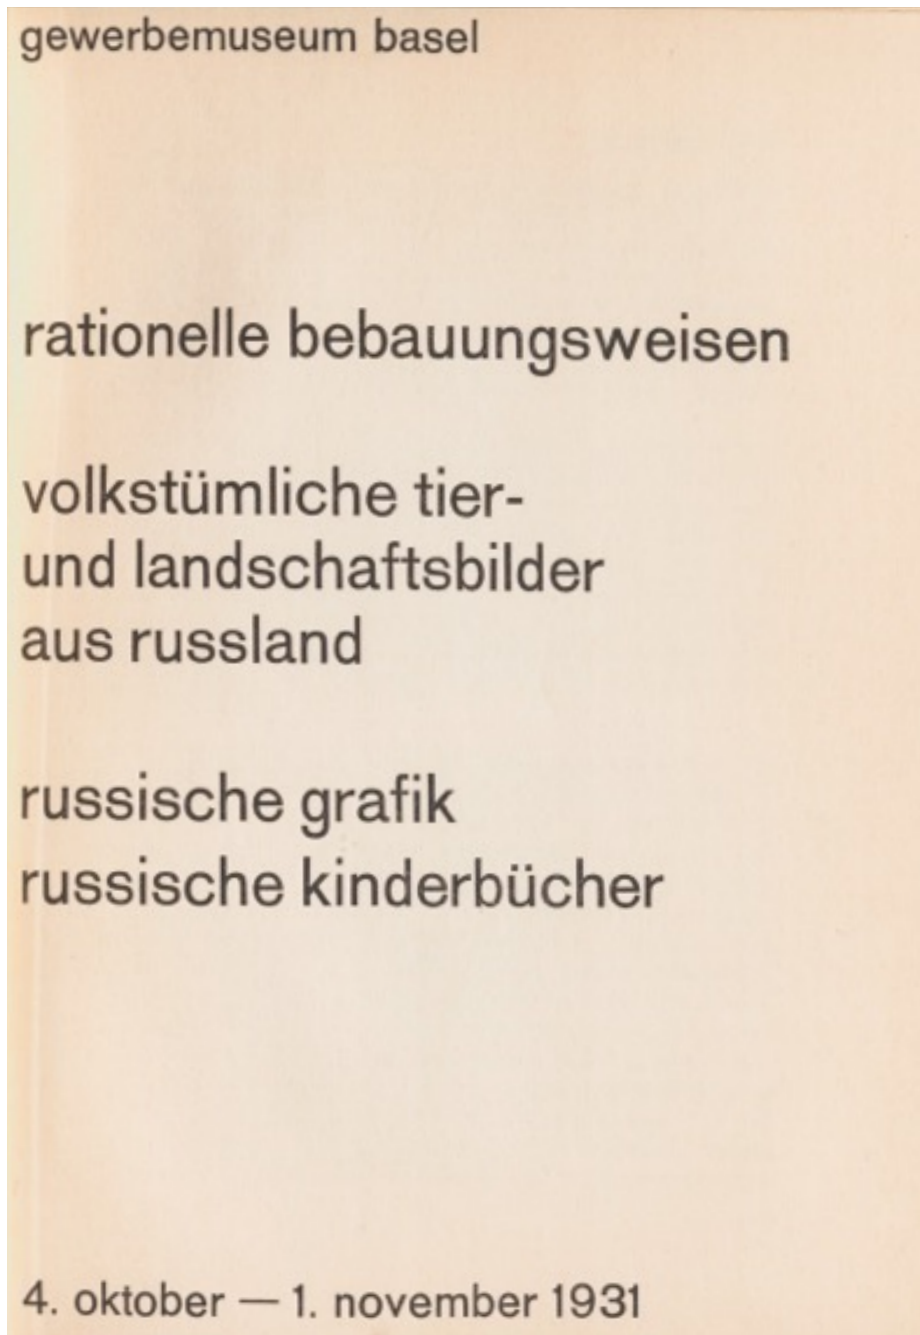 gewerbemuseum basel
rationelle bebauungsweisen
volkstümliche tier-
und landschaftsbilder
aus russland
russische grafik
russische kinderbücher
4. oktober — 1. november 1931